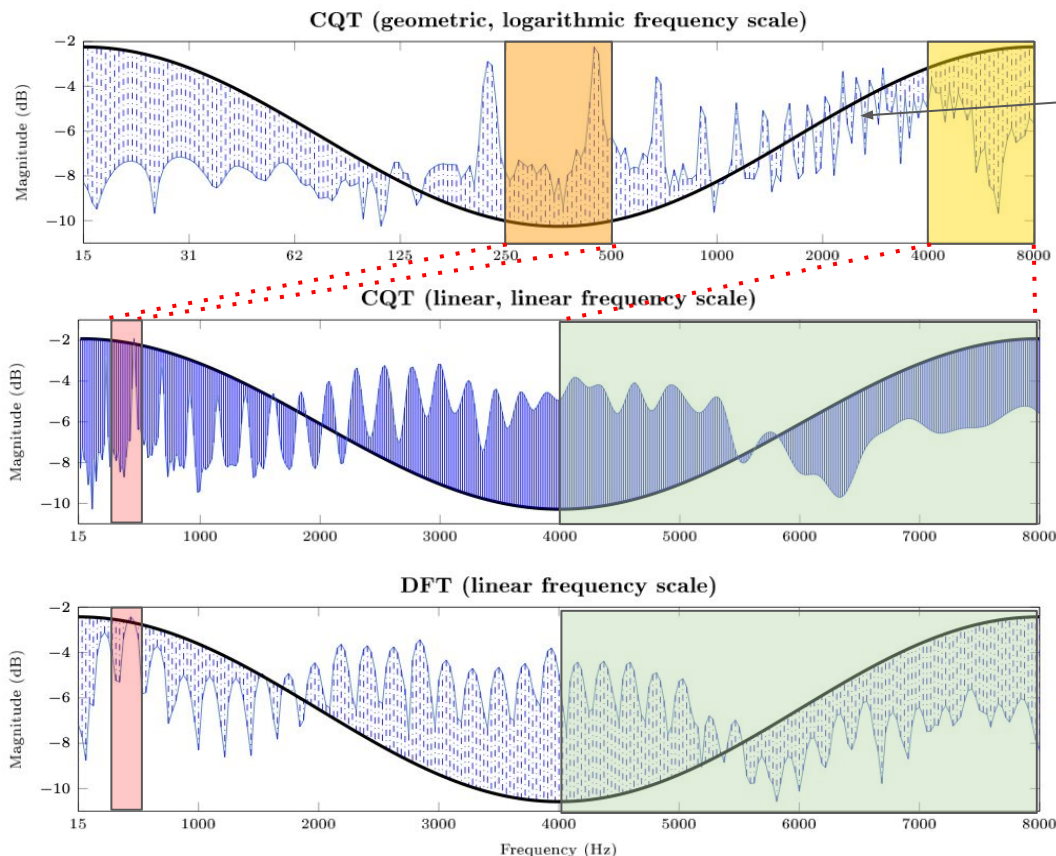 CQT (geometric, logarithmic frequency scale)
Magnitude (dB)
−2
−4
−6
−8
−10
15 31 62 125 250 500 1000 2000 4000 8000
CQT (linear, linear frequency scale)
Magnitude (dB)
−2
−4
−6
−8
−10
15 1000 2000 3000 4000 5000 6000 7000 8000
DFT (linear frequency scale)
Magnitude (dB)
−2
−4
−6
−8
−10
15 1000 2000 3000 4000 5000 6000 7000 8000
Frequency (Hz)